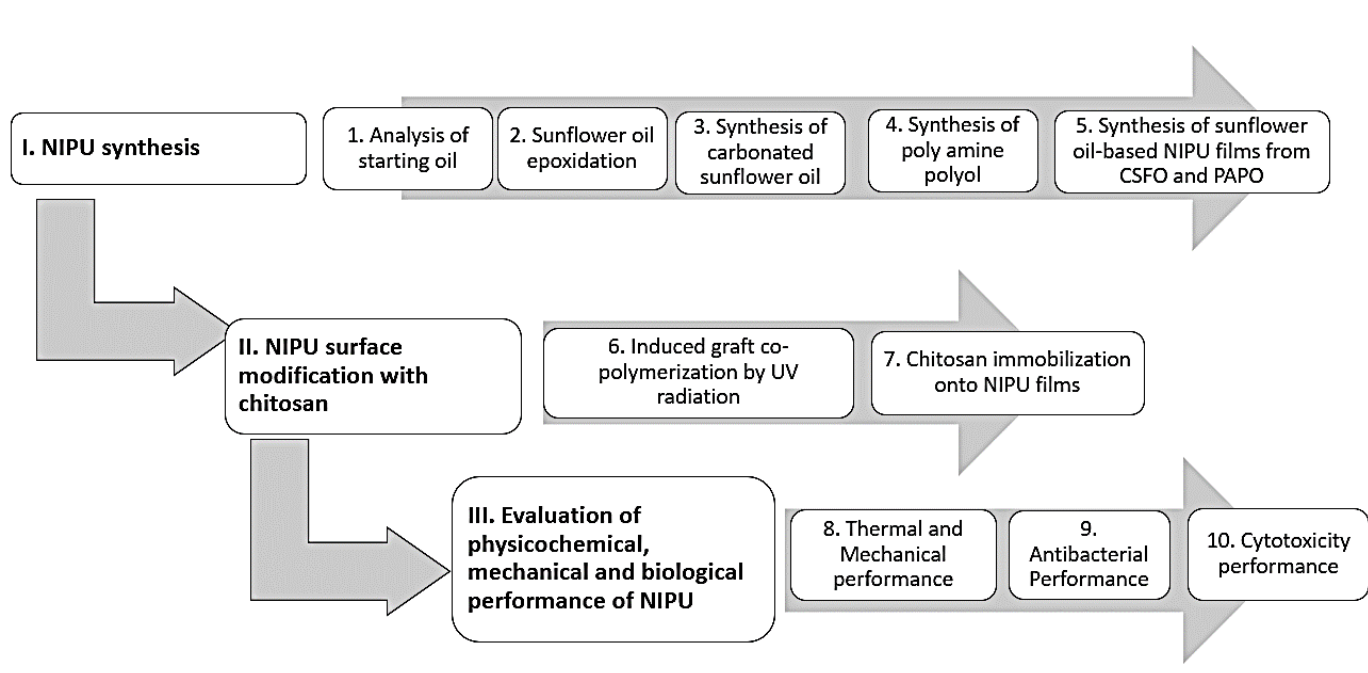 I. NIPU synthesis
1. Analysis of
starting oil
2. Sunflower oil
epoxidation
3. Synthesis of
carbonated
sunflower oil
4. Synthesis of
poly amine
polyol
5. Synthesis of sunflower
oil-based NIPU films from
CSFO and PAPO
II. NIPU surface
modification with
chitosan
6. Induced graft co-
polymerization by UV
radiation
7. Chitosan immobilization
onto NIPU films
III. Evaluation of
physicochemical,
mechanical and biological
performance of NIPU
8. Thermal and
Mechanical
performance
9.
Antibacterial
Performance
10. Cytotoxicity
performance